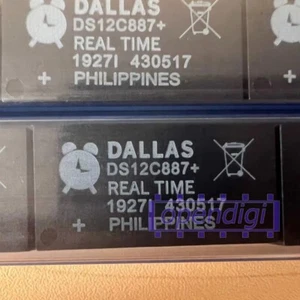 DALLAS
DS12C887+
REAL TIME
1927I 430517
+ PHILIPPINES
DALLAS
DS12C887+
REAL TIME
1927I 430517
+ PHILIPPINES